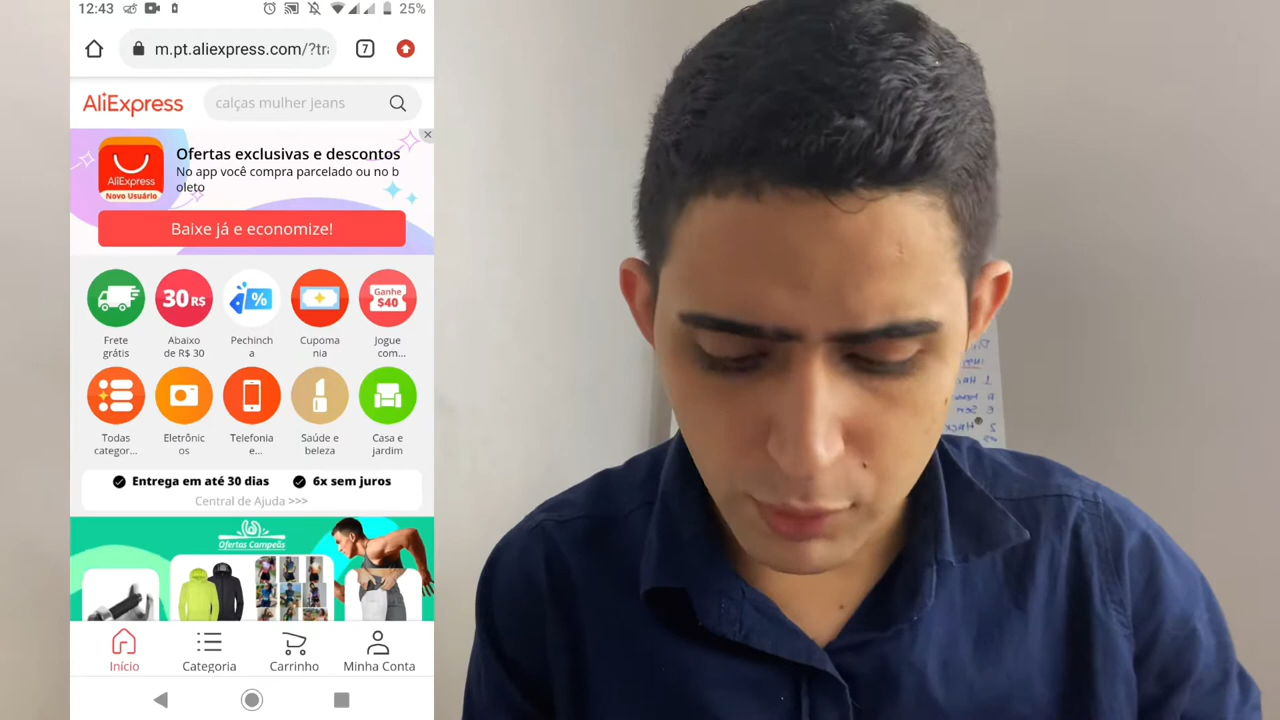 12:43
25%
m.pt.aliexpress.com/?tra
7
AliExpress
calças mulher jeans
Ofertas exclusivas e descontos
No app você compra parcelado ou no b
oleto
AliExpress
Novo Usuário
Baixe já e economize!
30 R$
%
Ganhe
$40
Frete
grátis
Abaixo
de R$ 30
Pechinch
a
Cupoma
nia
Jogue
com...
Todas
categor...
Eletrônic
os
Telefonia
e...
Saúde e
beleza
Casa e
jardim
Entrega em até 30 dias
6x sem juros
Central de Ajuda >>>
Ofertas Campeãs
Início
Categoria
Carrinho
Minha Conta